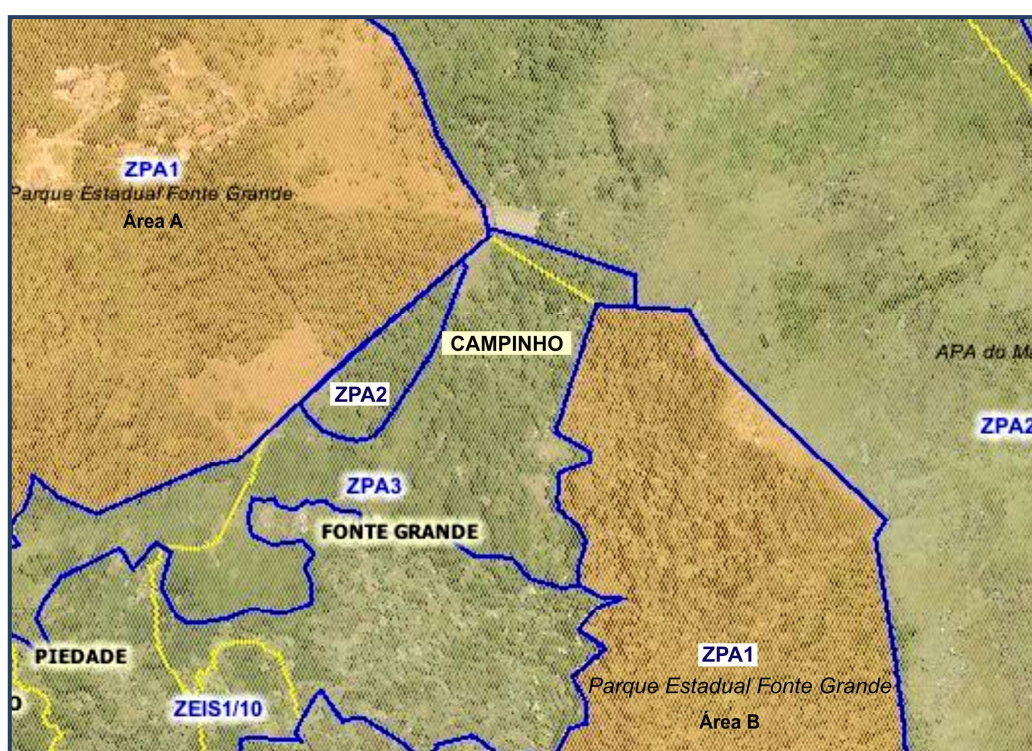 ZPA1
Parque Estadual Fonte Grande
Área A
CAMPINHO
APA do
ZPA2
ZPA2
ZPA3
FONTE GRANDE
PIEDADE
ZPA1
Parque Estadual Fonte Grande
Área B
ZEIS1/10